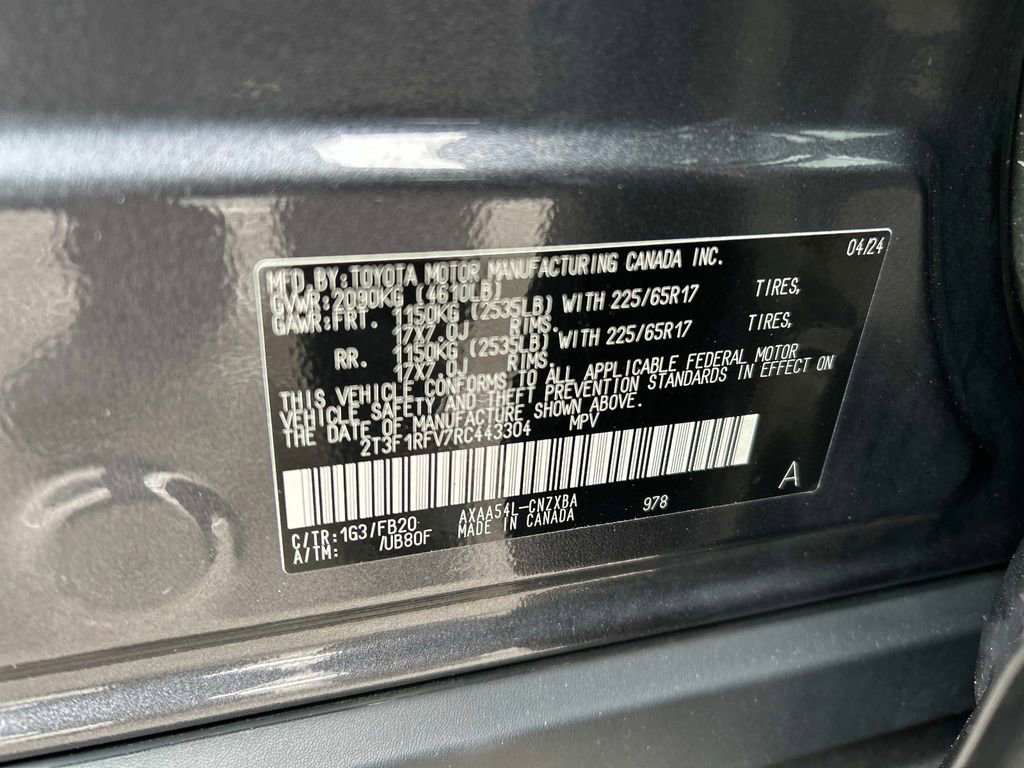 04/24
MFD.BY:TOYOTA MOTOR MANUFACTURING CANADA INC.
GVWR:2090KG (4610LB)
GAWR:FRT. 1150KG (2535LB) WITH 225/65R17 TIRES,
17X7.0J RIMS.
RR. 1150KG (2535LB) WITH 225/65R17 TIRES,
17X7.0J RIMS.
THIS VEHICLE CONFORMS TO ALL APPLICABLE FEDERAL MOTOR
VEHICLE SAFETY AND THEFT PREVENTION STANDARDS IN EFFECT ON
THE DATE OF MANUFACTURE SHOWN ABOVE.
2T3F1RFV7RC443304 MPV
A
C/TR:1G3/FB20 AXAA54L-CNZXBA 978
A/TM: /UB80F MADE IN CANADA